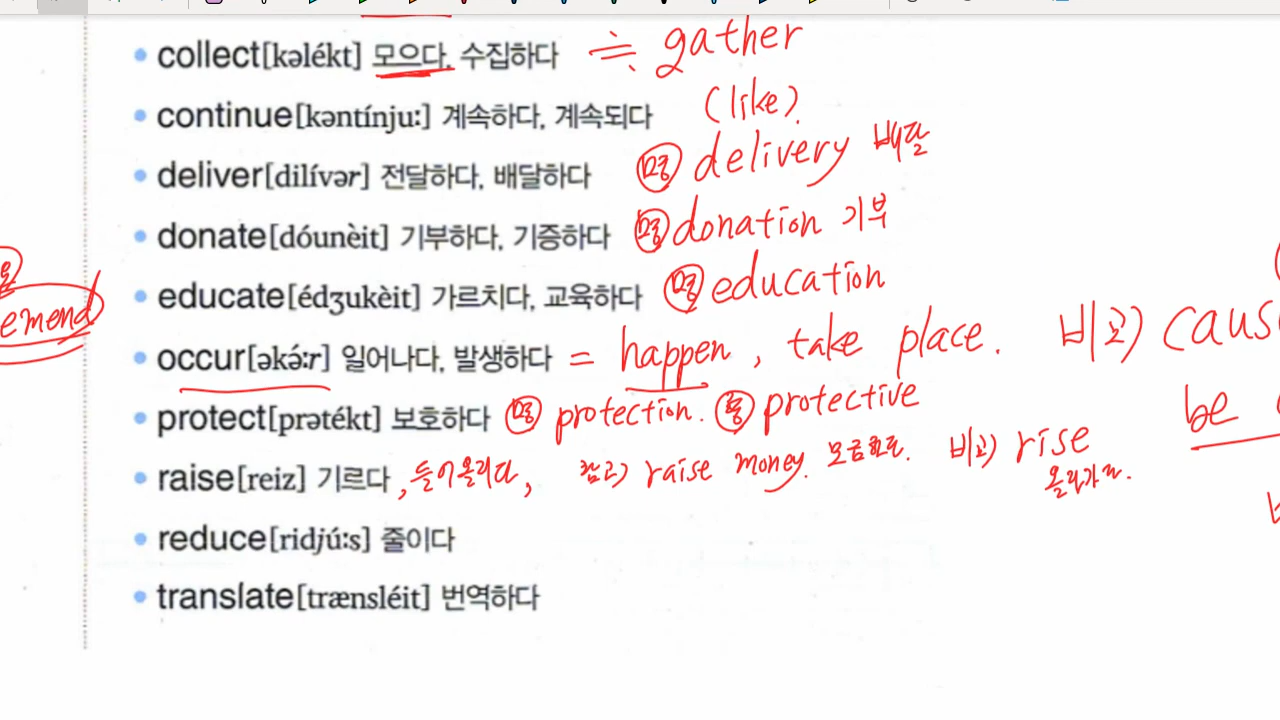 collect[kəlékt] 모으다, 수집하다 ≒ gather
(like).
continue[kəntínjuː] 계속하다, 계속되다
deliver[dilívər] 전달하다, 배달하다 명 delivery 배달
donate[dóunèit] 기부하다, 기증하다 명 donation 기부
educate[édʒukèit] 가르치다, 교육하다 명 education
emend
occur[əkə́ːr] 일어나다, 발생하다 = happen, take place. 비교) caus
protect[prətékt] 보호하다 명 protection. 형 protective
be
raise[reiz] 기르다, 들어올리다, 참고) raise money. 모금하다. 비교) rise
올라가다.
reduce[ridjúːs] 줄이다
translate[trænsléit] 번역하다